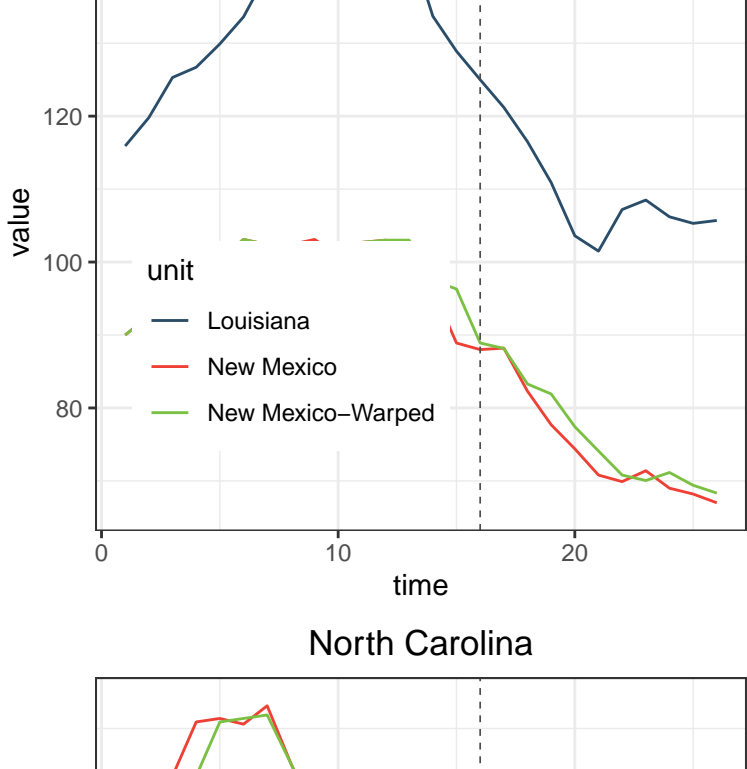 120
100
80
value
unit
Louisiana
New Mexico
New Mexico−Warped
0 10 20
time
North Carolina